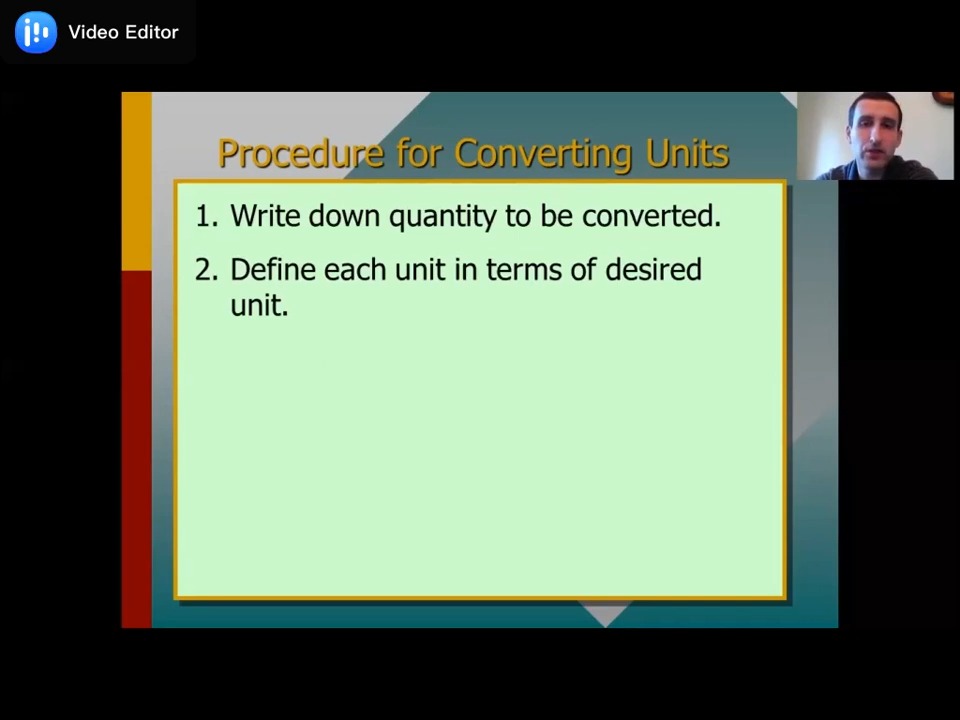 Video Editor
Procedure for Converting Units
1. Write down quantity to be converted.
2. Define each unit in terms of desired
unit.